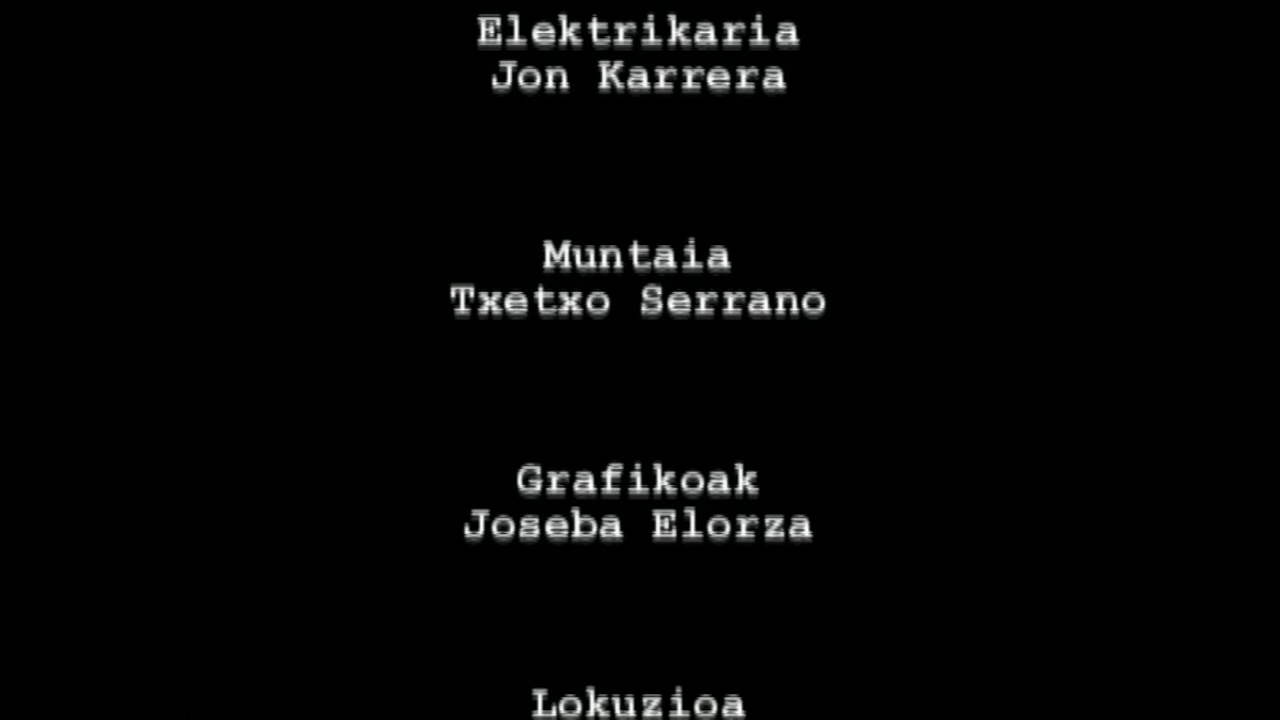 Elektrikaria
Jon Karrera
Muntaia
Txetxo Serrano
Grafikoak
Joseba Elorza
Lokuzioa